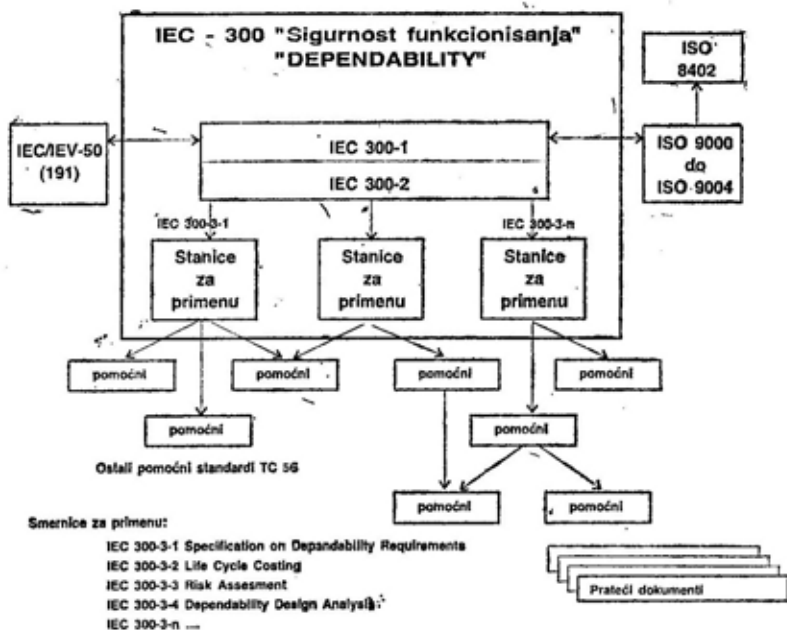 IEC - 300 "Sigurnost funkcionisanja"
"DEPENDABILITY"
ISO
8402
IEC/IEV-50
(191)
IEC 300-1
IEC 300-2
ISO 9000
do
ISO 9004
IEC 300-3-1
IEC 300-3-n
Stanice
za
primenu
Stanice
za
primenu
Stanice
za
primenu
pomoćni
pomoćni
pomoćni
pomoćni
pomoćni
pomoćni
Ostali pomoćni standardi TC 56
pomoćni
pomoćni
Smernice za primenu:
IEC 300-3-1 Specification on Depandability Requirements
IEC 300-3-2 Life Cycle Costing
IEC 300-3-3 Risk Assesment
IEC 300-3-4 Dependability Design Analysis
IEC 300-3-n ...
Prateći dokumenti